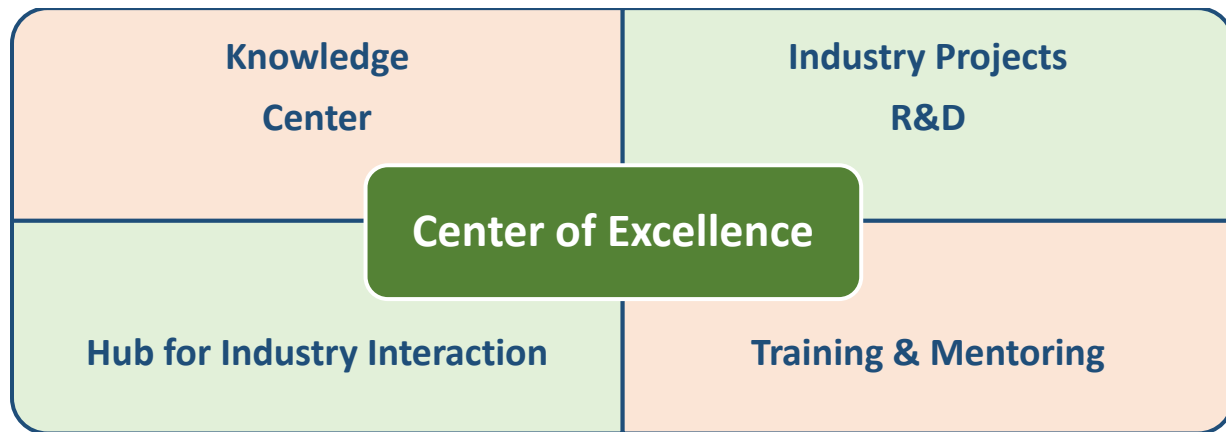 Knowledge
Center
Industry Projects
R&D
Center of Excellence
Hub for Industry Interaction
Training & Mentoring